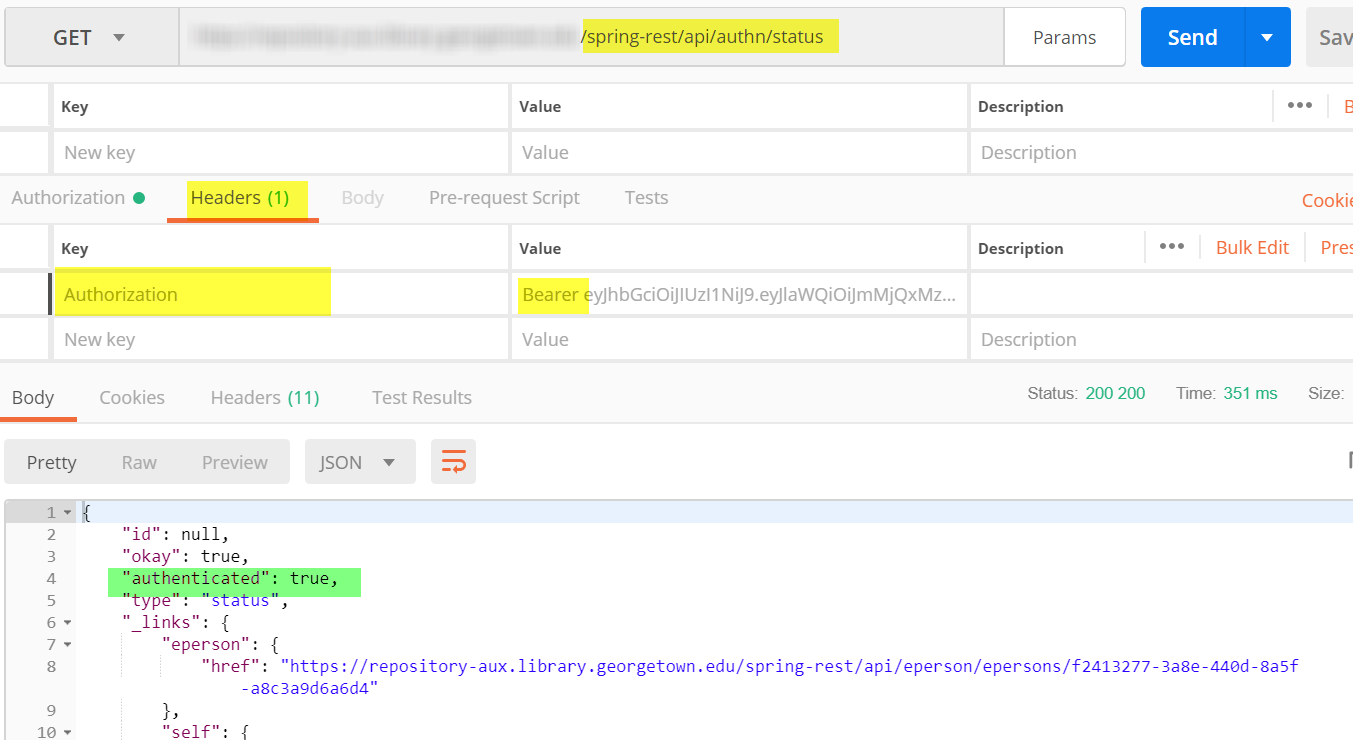 GET /spring-rest/api/authn/status Params Send Sav
Key Value Description ••• B
New key Value Description
Authorization Headers (1) Body Pre-request Script Tests Cookie
Key Value Description ••• Bulk Edit Pres
Authorization Bearer eyJhbGciOiJIUzI1NiJ9.eyJlaWQiOiJmMjQxMz...
New key Value Description
Body Cookies Headers (11) Test Results Status: 200 200 Time: 351 ms Size:
Pretty Raw Preview JSON
1 {
2 "id": null,
3 "okay": true,
4 "authenticated": true,
5 "type": "status",
6 "_links": {
7 "eperson": {
8 "href": "https://repository-aux.library.georgetown.edu/spring-rest/api/eperson/epersons/f2413277-3a8e-440d-8a5f
-a8c3a9d6a6d4"
9 },
10 "self": {